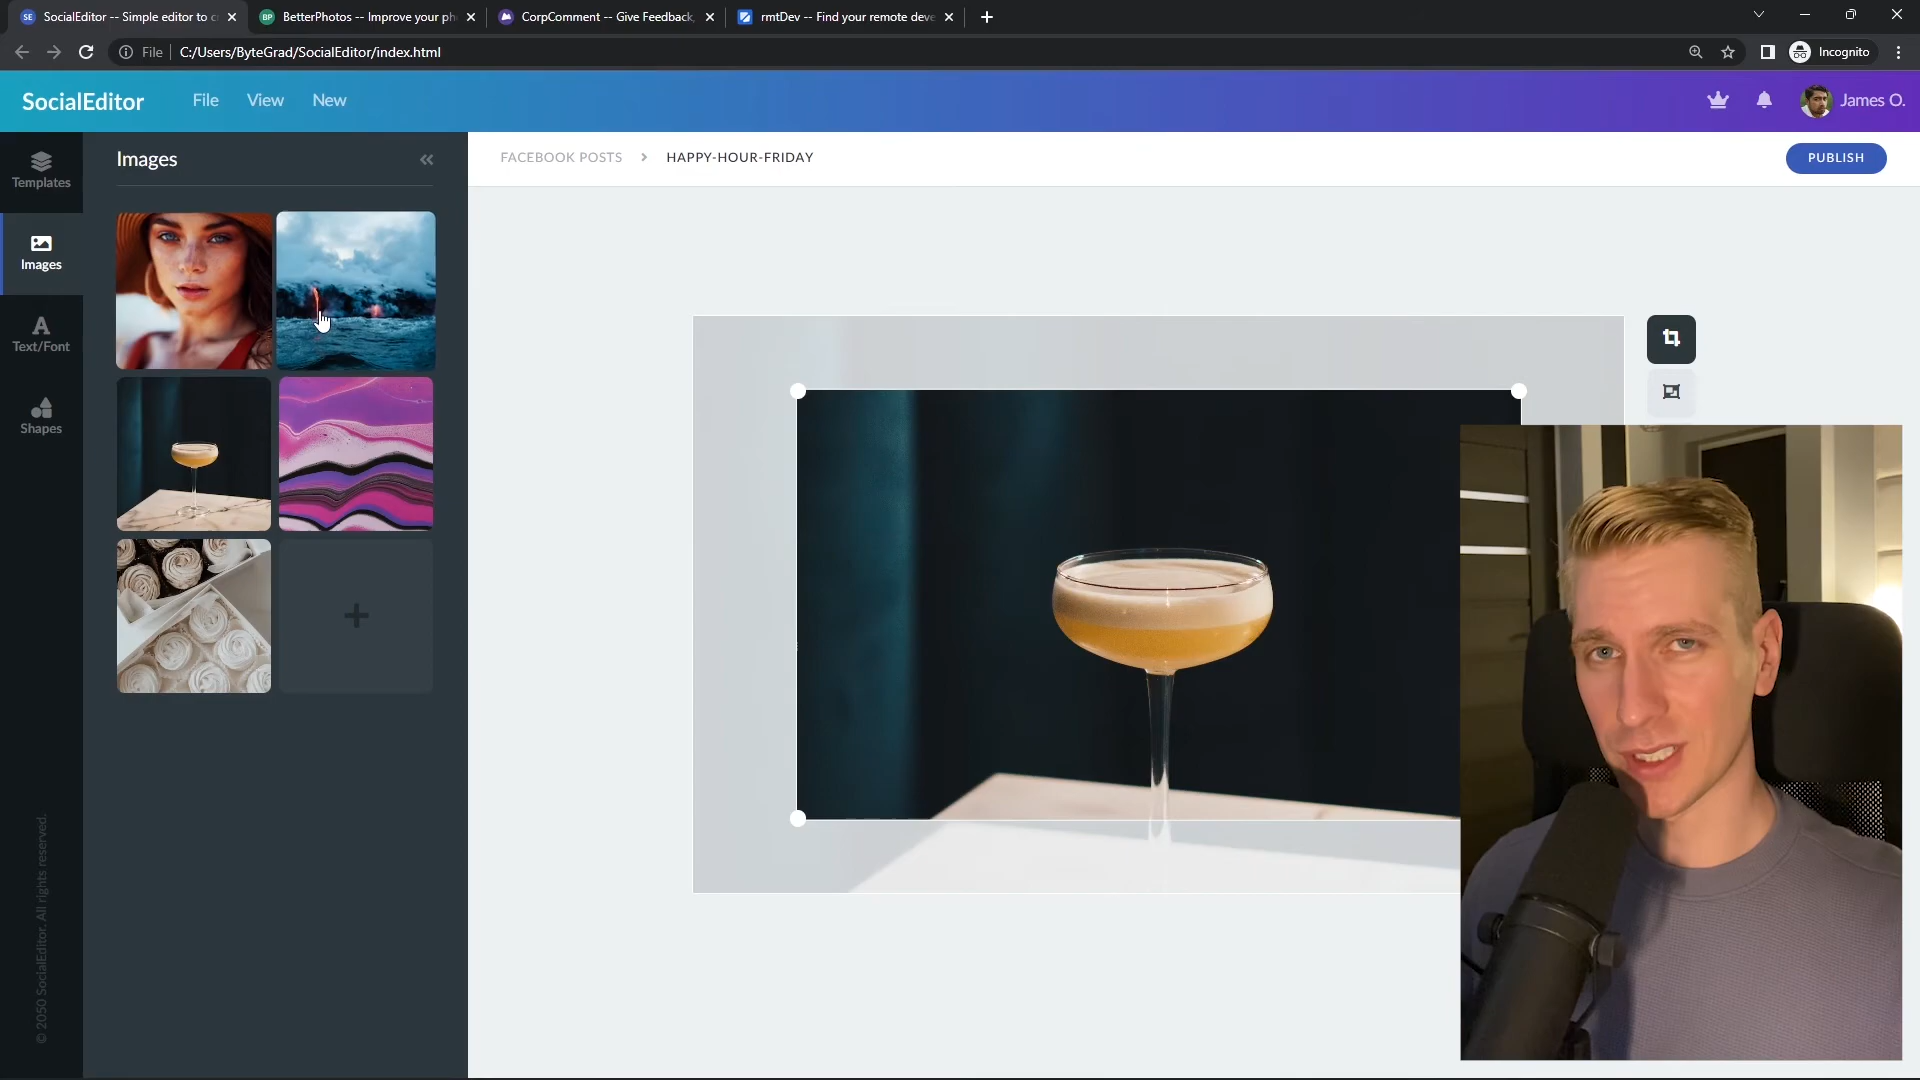 SE SocialEditor -- Simple editor to c
BP BetterPhotos -- Improve your ph
CorpComment -- Give Feedback,
rmtDev -- Find your remote deve
File C:/Users/ByteGrad/SocialEditor/index.html
Incognito
SocialEditor
File
View
New
James O.
Templates
Images
FACEBOOK POSTS > HAPPY-HOUR-FRIDAY
PUBLISH
Images
Text/Font
Shapes
© 2050 SocialEditor. All rights reserved.